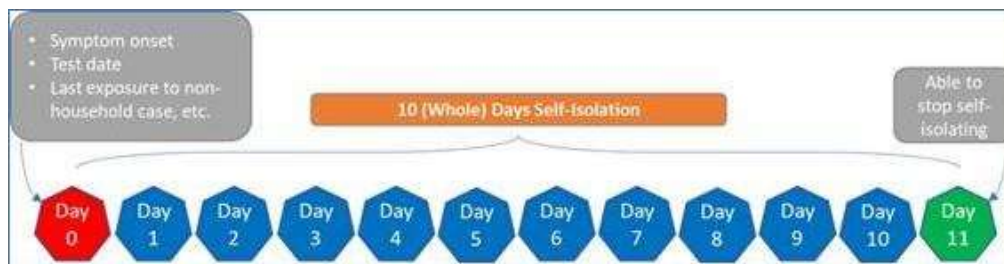 • Symptom onset
• Test date
• Last exposure to non-
household case, etc.
10 (Whole) Days Self-Isolation
Able to
stop self-
isolating
Day
0
Day
1
Day
2
Day
3
Day
4
Day
5
Day
6
Day
7
Day
8
Day
9
Day
10
Day
11